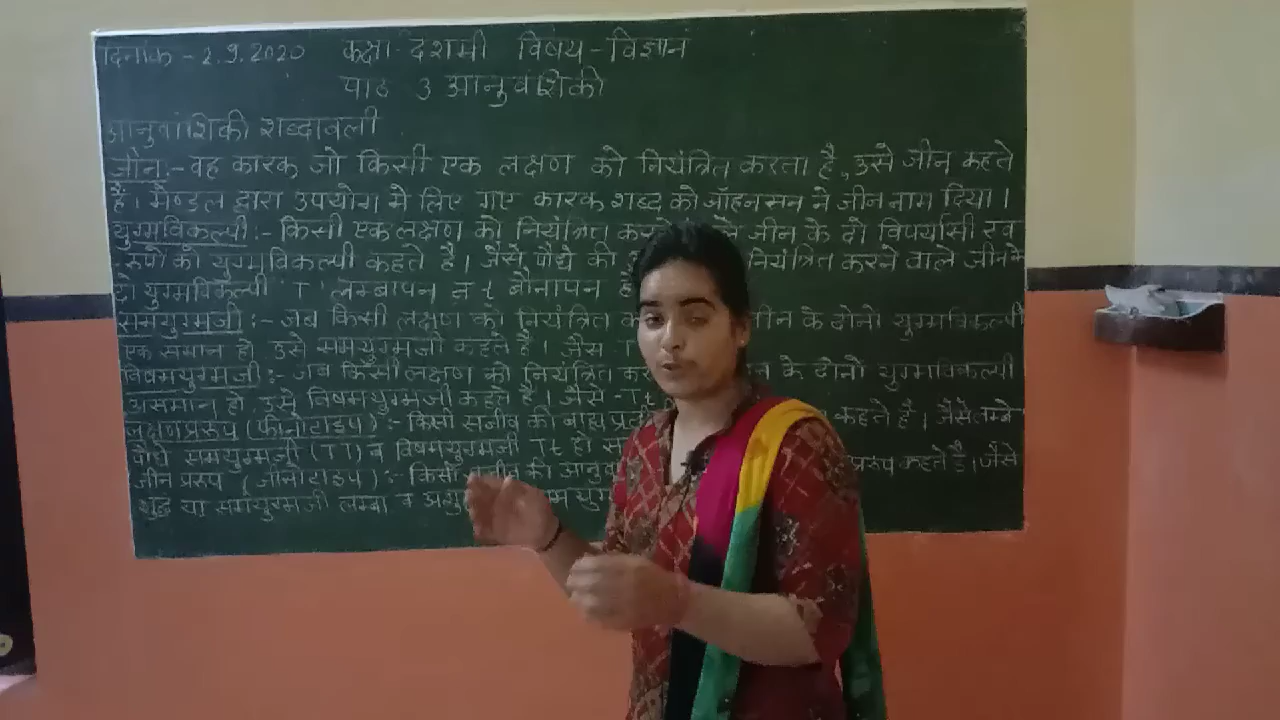 दिनांक - 2.9.2020 कक्षा - दशमी विषय - विज्ञान
पाठ 3 आनुवंशिकी
आनुवांशिकी शब्दावली
जीन :- वह कारक जो किसी एक लक्षण को नियंत्रित करता है, उसे जीन कहते
है। मैण्डल द्वारा उपयोग मे लिए गए कारक शब्द को जॉहनसन ने जीन नाम दिया।
युग्मविकल्पी :- किसी एक लक्षण को नियंत्रित जीन के दो विपर्यासी
रूपो को युग्मविकल्पी कहते है। जैसे पौधे की नियंत्रित करने वाले जीन के
दो युग्मविकल्पी 'T' लम्बापन व t बौनापन
समयुग्मजी :- जब किसी लक्षण को नियंत्रित के दोनो युग्मविकल्पी
एक समान हो उसे समयुग्मजी कहते है। जैसे
विषमयुग्मजी :- जब किसी लक्षण को नियंत्रित के दोनो युग्मविकल्पी
असमान हो उसे विषमयुग्मजी कहते है। जैसे - Tt
लक्षणप्ररूप (फीनोटाइप) :- किसी सजीव की बाह्य कहते है। जैसे लम्बे
पौधे समयुग्मजी (TT) व विषमयुग्मजी Tt हो
जीन प्ररूप (जीनोटाइप) :- किसी सजीव की प्ररूप कहते है। जैसे
शुद्ध या समयुग्मजी लम्बा व